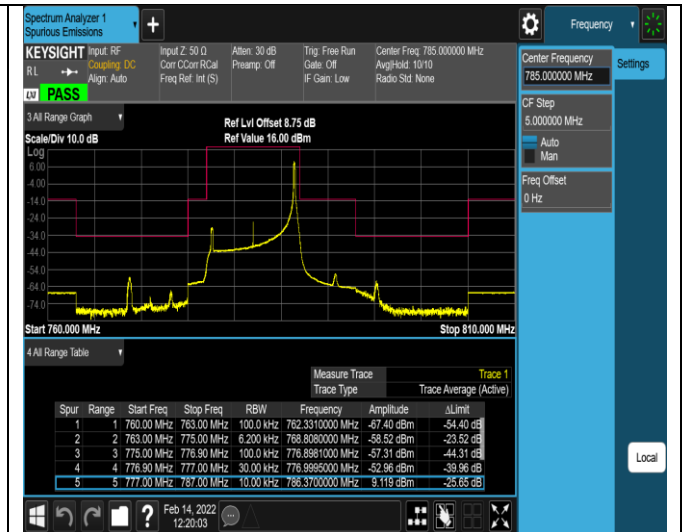 Spectrum Analyzer 1
Spurious Emissions
Frequency
KEYSIGHT
Input: RF
Input Z: 50 Ω
Atten: 30 dB
Trig: Free Run
Center Freq: 785.000000 MHz
R L
Coupling: DC
Corr CCorr RCal
Preamp: Off
Gate: Off
Avg|Hold: 10/10
Align: Auto
Freq Ref: Int (S)
IF Gain: Low
Radio Std: None
LXI
PASS
Center Frequency
785.000000 MHz
Settings
CF Step
5.000000 MHz
Auto
Man
Freq Offset
0 Hz
3 All Range Graph
Ref Lvl Offset 8.75 dB
Scale/Div 10.0 dB
Ref Value 16.00 dBm
Log
6.00
-4.00
-14.0
-24.0
-34.0
-44.0
-54.0
-64.0
-74.0
Start 760.000 MHz
Stop 810.000 MHz
4 All Range Table
Measure Trace Trace 1
Trace Type Trace Average (Active)
Spur Range Start Freq Stop Freq RBW Frequency Amplitude ΔLimit
1 1 760.00 MHz 763.00 MHz 100.0 kHz 762.3310000 MHz -67.40 dBm -54.40 dB
2 2 763.00 MHz 775.00 MHz 6.200 kHz 768.8080000 MHz -58.52 dBm -23.52 dB
3 3 775.00 MHz 776.90 MHz 100.0 kHz 776.8981000 MHz -57.31 dBm -44.31 dB
4 4 776.90 MHz 777.00 MHz 30.00 kHz 776.9995000 MHz -52.96 dBm -39.96 dB
5 5 777.00 MHz 787.00 MHz 10.00 kHz 786.3700000 MHz 9.119 dBm -25.65 dB
Local
?
Feb 14, 2022
12:20:03